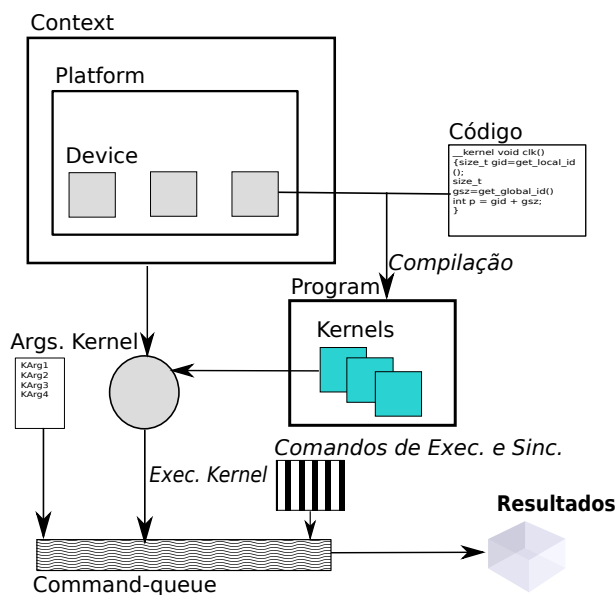 Context
Platform
Device
Código
__kernel void clk()
{size_t gid=get_local_id
();
size_t
gsz=get_global_id()
int p = gid + gsz;
}
Compilação
Program
Kernels
Args. Kernel
KArg1
KArg2
KArg3
KArg4
Comandos de Exec. e Sinc.
Exec. Kernel
Resultados
Command-queue